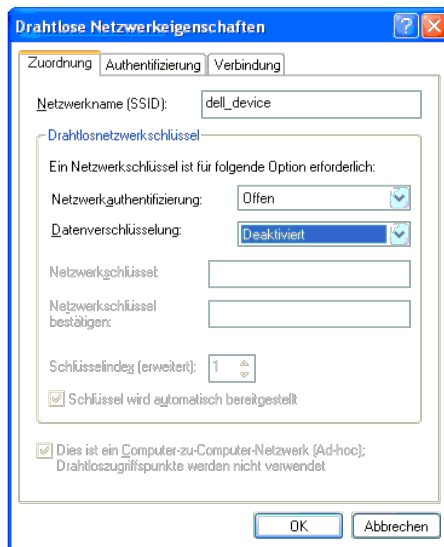 Drahtlose Netzwerkeigenschaften
Zuordnung Authentifizierung Verbindung
Netzwerkname (SSID): dell_device
Drahtlosnetzwerkschlüssel
Ein Netzwerkschlüssel ist für folgende Option erforderlich:
Netzwerkauthentifizierung: Offen
Datenverschlüsselung: Deaktiviert
Netzwerkschlüssel:
Netzwerkschlüssel
bestätigen:
Schlüsselindex (erweitert): 1
Schlüssel wird automatisch bereitgestellt
Dies ist ein Computer-zu-Computer-Netzwerk (Ad-hoc);
Drahtloszugriffspunkte werden nicht verwendet
OK Abbrechen